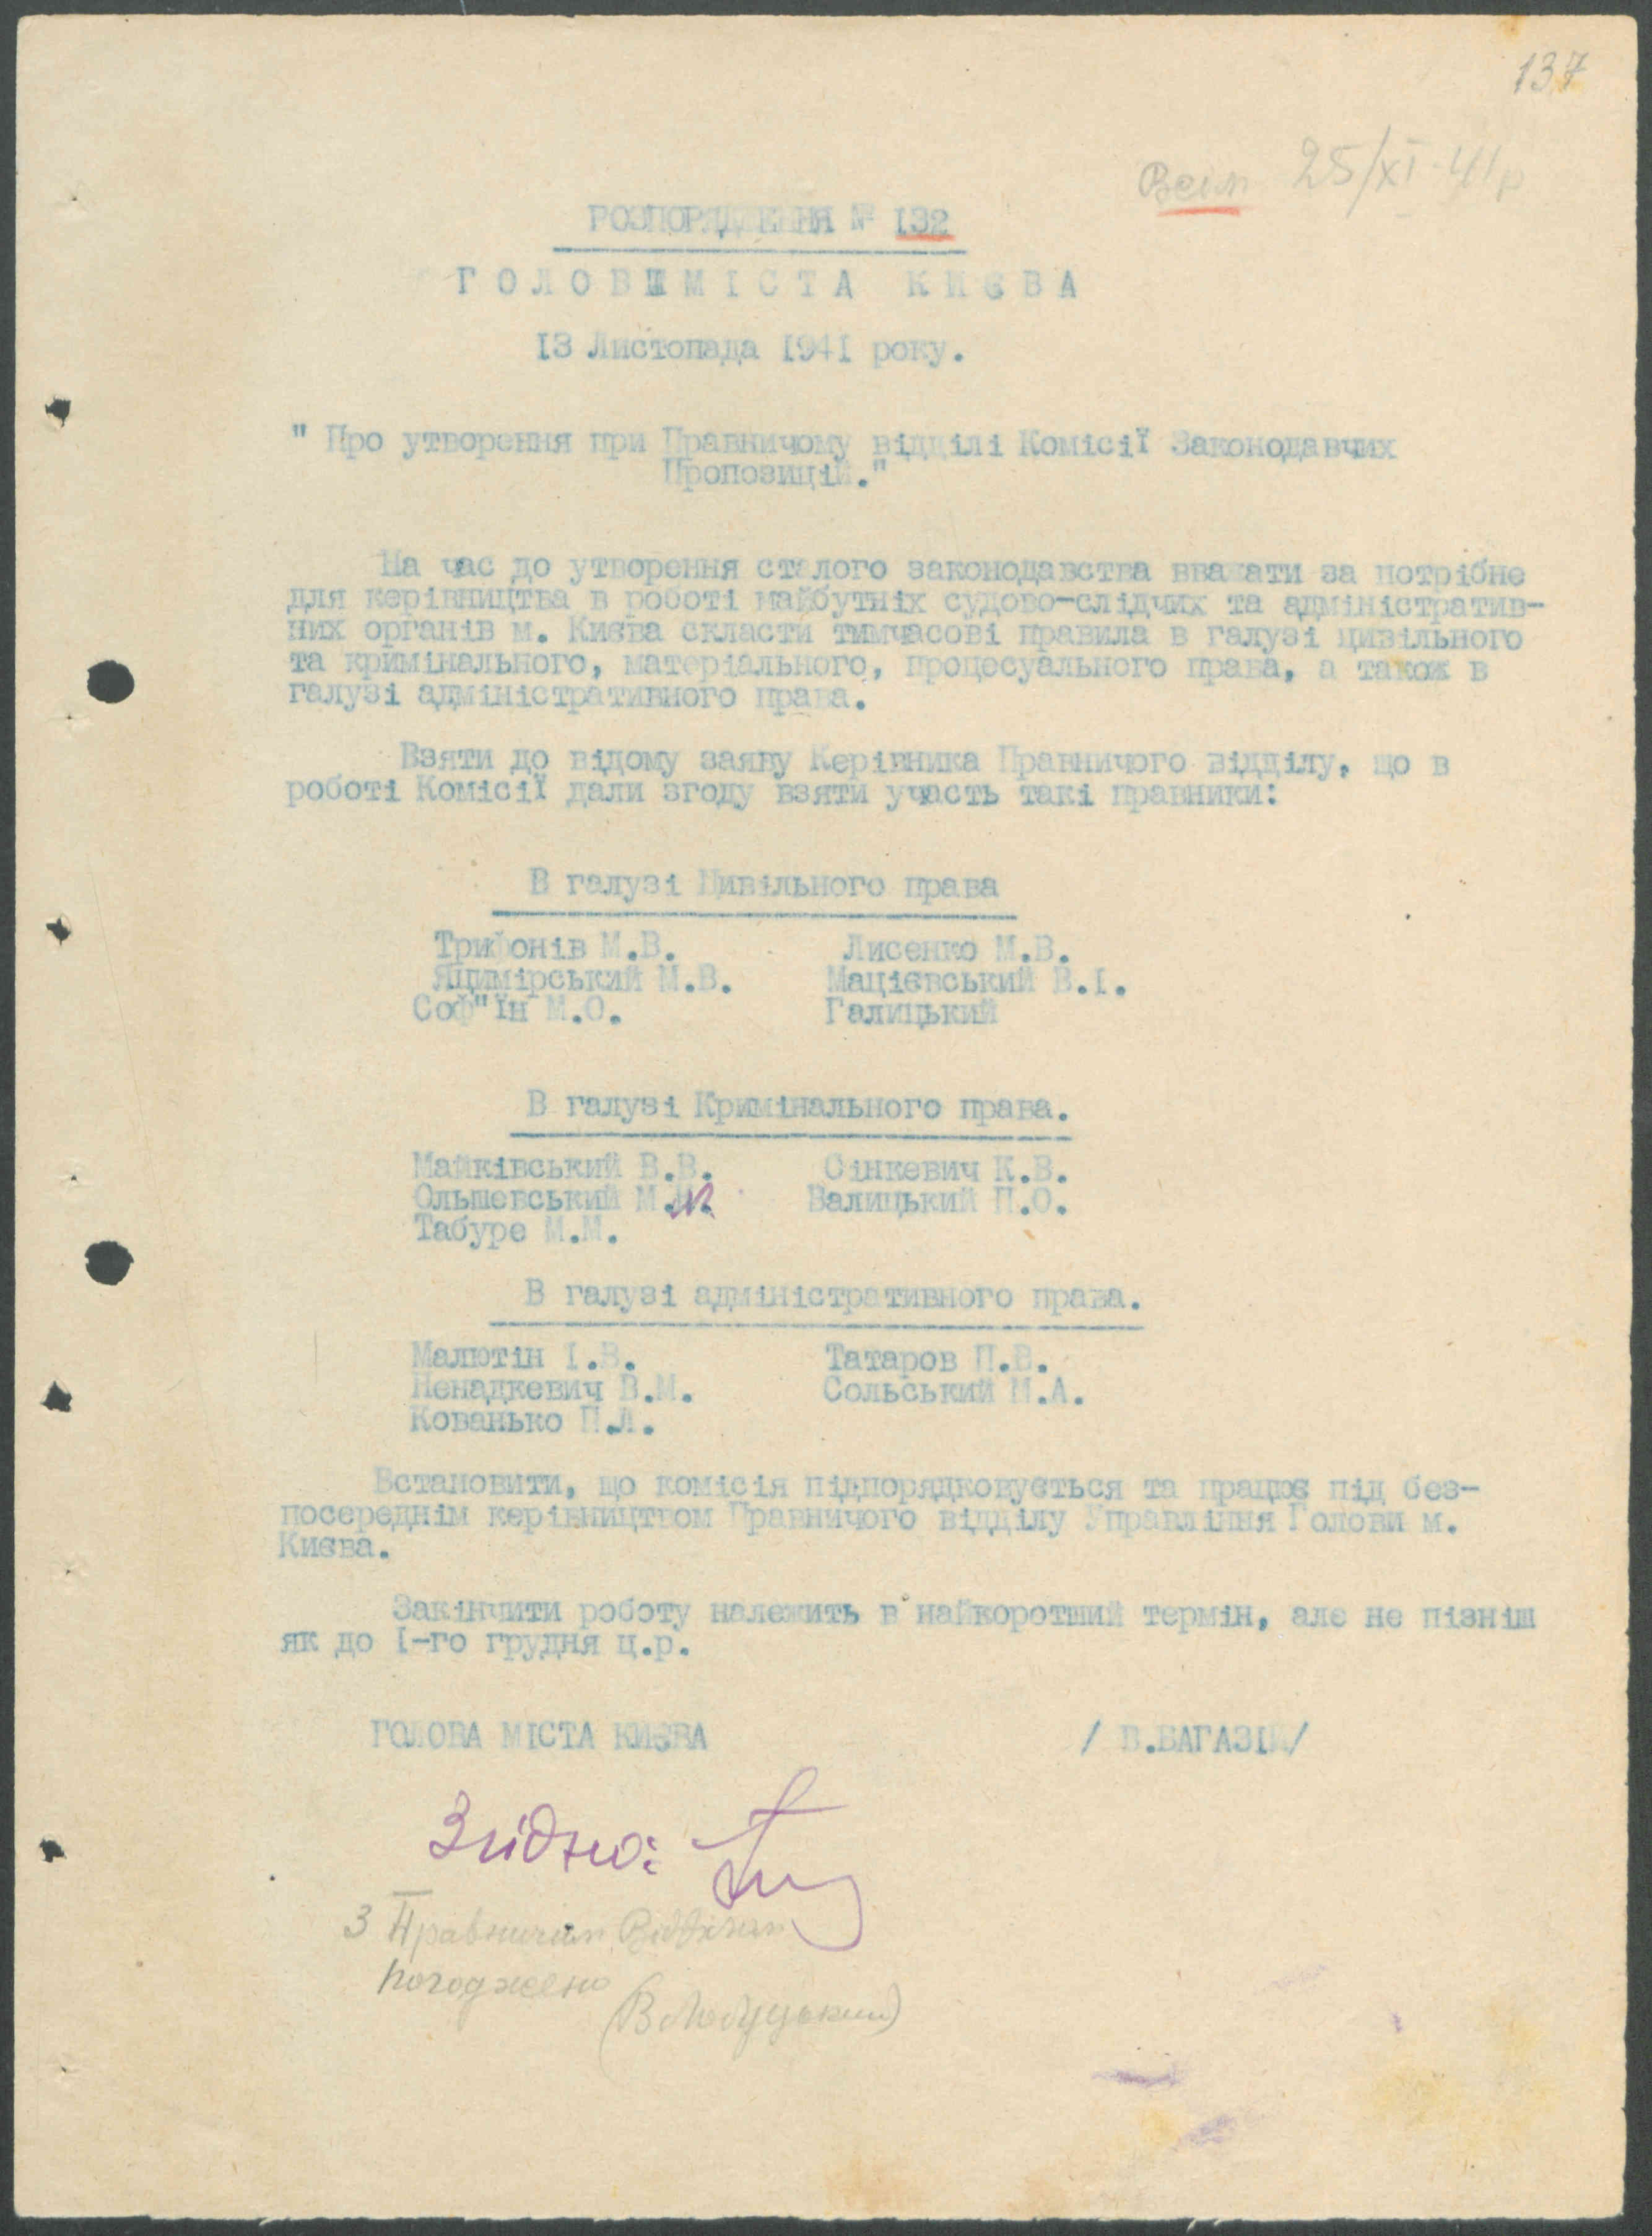 137
25/XI-41р
РОЗПОРЯДЖЕННЯ № 132
ГОЛОВИ МІСТА КИЄВА
13 Листопада 1941 року.
" Про утворення при Правничому відділі Комісії Законодавчих
Пропозицій."
На час до утворення сталого законодавства вважати за потрібне
для керівництва в роботі майбутніх судово-слідчих та адміністратив-
них органів м. Києва скласти тимчасові правила в галузі цивільного
та кримінального, матеріального, процесуального права, а також в
галузі адміністративного права.
Взяти до відому заяву Керівника Правничого відділу, що в
роботі Комісії дали згоду взяти участь такі правники:
В галузі Цивільного права
Трифонів М.В. Лисенко М.В.
Яцимірський М.В. Мацієвський В.І.
Соф"їн М.О. Галицький
В галузі Кримінального права.
Майківський В.В. Сінкевич К.В.
Ольшевський М. Валицький П.О.
Табуре М.М.
В галузі адміністративного права.
Малютін І.В. Татаров П.В.
Ненадкевич В.М. Сольський М.А.
Кованько П.Л.
Встановити, що комісія підпорядковується та працює під без-
посереднім керівництвом Правничого відділу Управління Голови м.
Києва.
Закінчити роботу належить в найкоротший термін, але не пізніш
як до І-го грудня ц.р.
ГОЛОВА МІСТА КИЄВА / В.БАГАЗІЙ/
Згідно:
З Правничим Відділом
погоджено